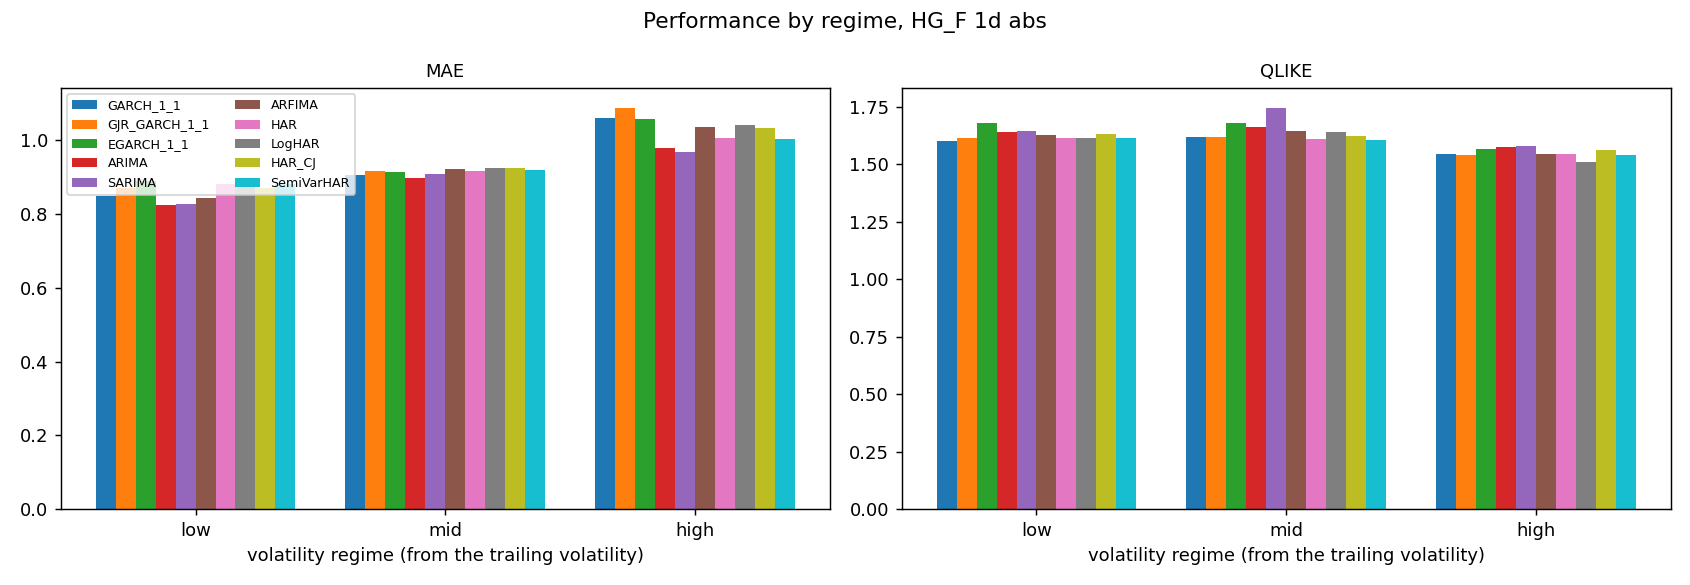 Performance by regime, HG_F 1d abs
MAE
1.0
0.8
0.6
0.4
0.2
0.0
GARCH_1_1
GJR_GARCH_1_1
EGARCH_1_1
ARIMA
SARIMA
ARFIMA
HAR
LogHAR
HAR_CJ
SemiVarHAR
low
mid
high
volatility regime (from the trailing volatility)
QLIKE
1.75
1.50
1.25
1.00
0.75
0.50
0.25
0.00
low
mid
high
volatility regime (from the trailing volatility)